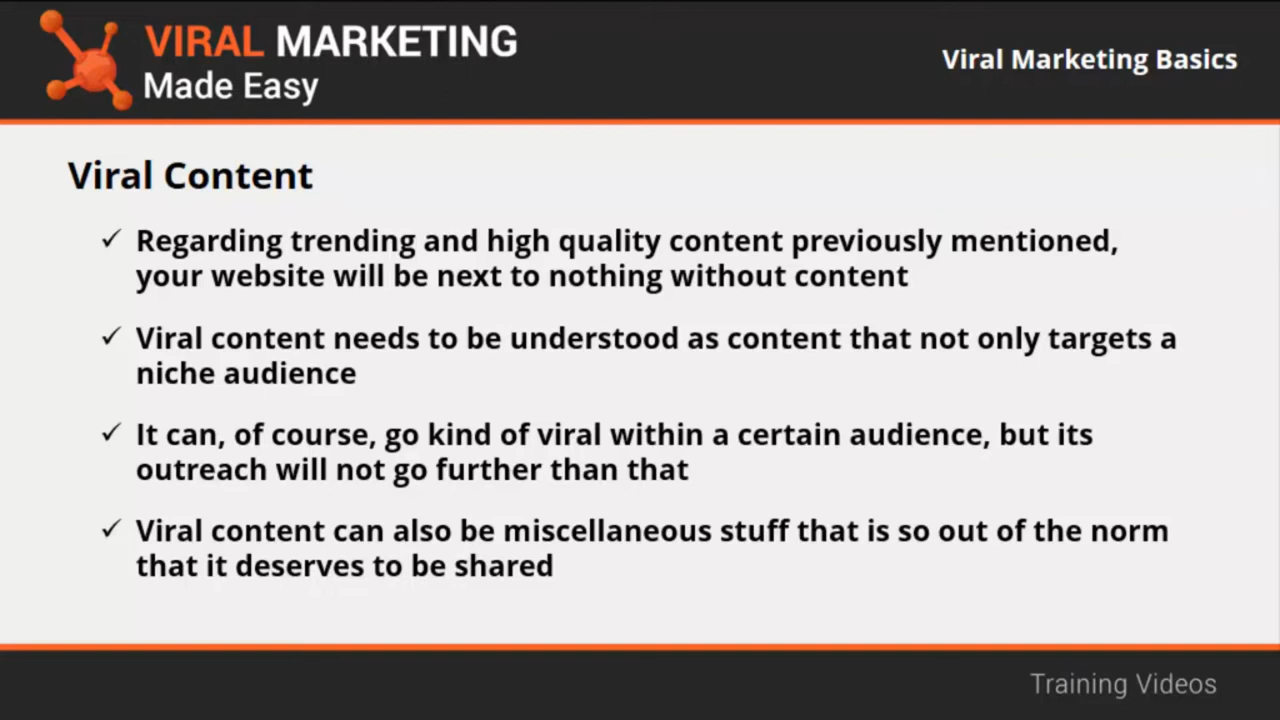 VIRAL MARKETING
Made Easy
Viral Marketing Basics
Viral Content
✓ Regarding trending and high quality content previously mentioned,
your website will be next to nothing without content
✓ Viral content needs to be understood as content that not only targets a
niche audience
✓ It can, of course, go kind of viral within a certain audience, but its
outreach will not go further than that
✓ Viral content can also be miscellaneous stuff that is so out of the norm
that it deserves to be shared
Training Videos